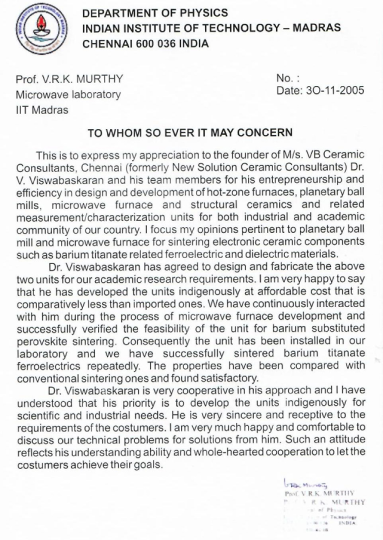 DEPARTMENT OF PHYSICS
INDIAN INSTITUTE OF TECHNOLOGY – MADRAS
CHENNAI 600 036 INDIA
Prof. V.R.K. MURTHY
Microwave laboratory
IIT Madras
No. :
Date: 3O-11-2005
TO WHOM SO EVER IT MAY CONCERN
This is to express my appreciation to the founder of M/s. VB Ceramic
Consultants, Chennai (formerly New Solution Ceramic Consultants) Dr.
V. Viswabaskaran and his team members for his entrepreneurship and
efficiency in design and development of hot-zone furnaces, planetary ball
mills, microwave furnace and structural ceramics and related
measurement/characterization units for both industrial and academic
community of our country. I focus my opinions pertinent to planetary ball
mill and microwave furnace for sintering electronic ceramic components
such as barium titanate related ferroelectric and dielectric materials.
Dr. Viswabaskaran has agreed to design and fabricate the above
two units for our academic research requirements. I am very happy to say
that he has developed the units indigenously at affordable cost that is
comparatively less than imported ones. We have continuously interacted
with him during the process of microwave furnace development and
successfully verified the feasibility of the unit for barium substituted
perovskite sintering. Consequently the unit has been installed in our
laboratory and we have successfully sintered barium titanate
ferroelectrics repeatedly. The properties have been compared with
conventional sintering ones and found satisfactory.
Dr. Viswabaskaran is very cooperative in his approach and I have
understood that his priority is to develop the units indigenously for
scientific and industrial needs. He is very sincere and receptive to the
requirements of the costumers. I am very much happy and comfortable to
discuss our technical problems for solutions from him. Such an attitude
reflects his understanding ability and whole-hearted cooperation to let the
costumers achieve their goals.
V.R.K. Murthy
Prof. V.R.K. MURTHY
R. K. MURTHY
of Physics
of Technology
INDIA